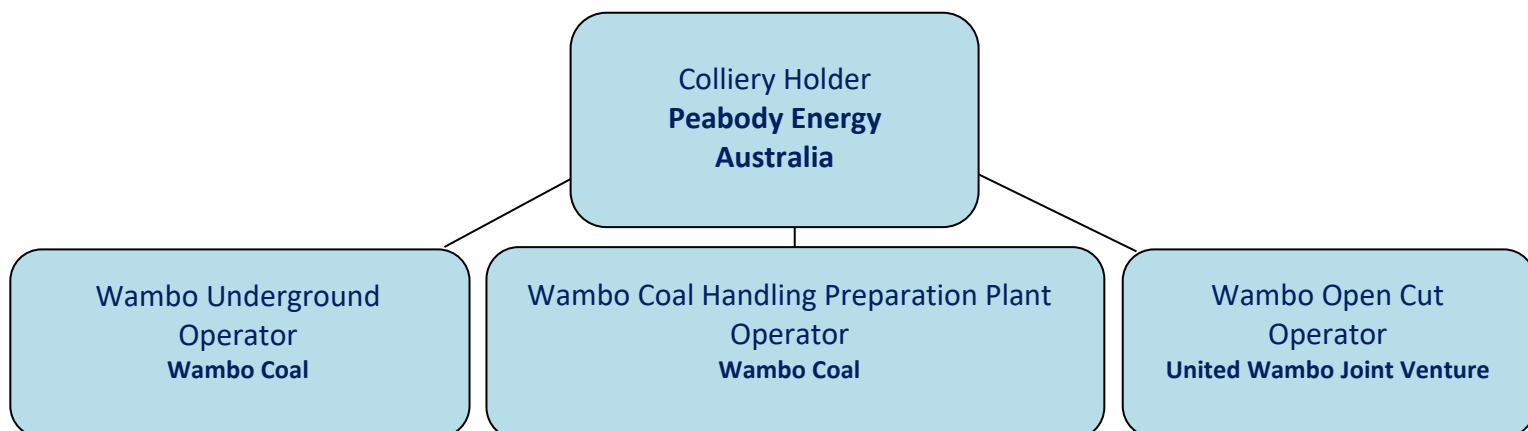 Colliery Holder
Peabody Energy
Australia
Wambo Underground
Operator
Wambo Coal
Wambo Coal Handling Preparation Plant
Operator
Wambo Coal
Wambo Open Cut
Operator
United Wambo Joint Venture